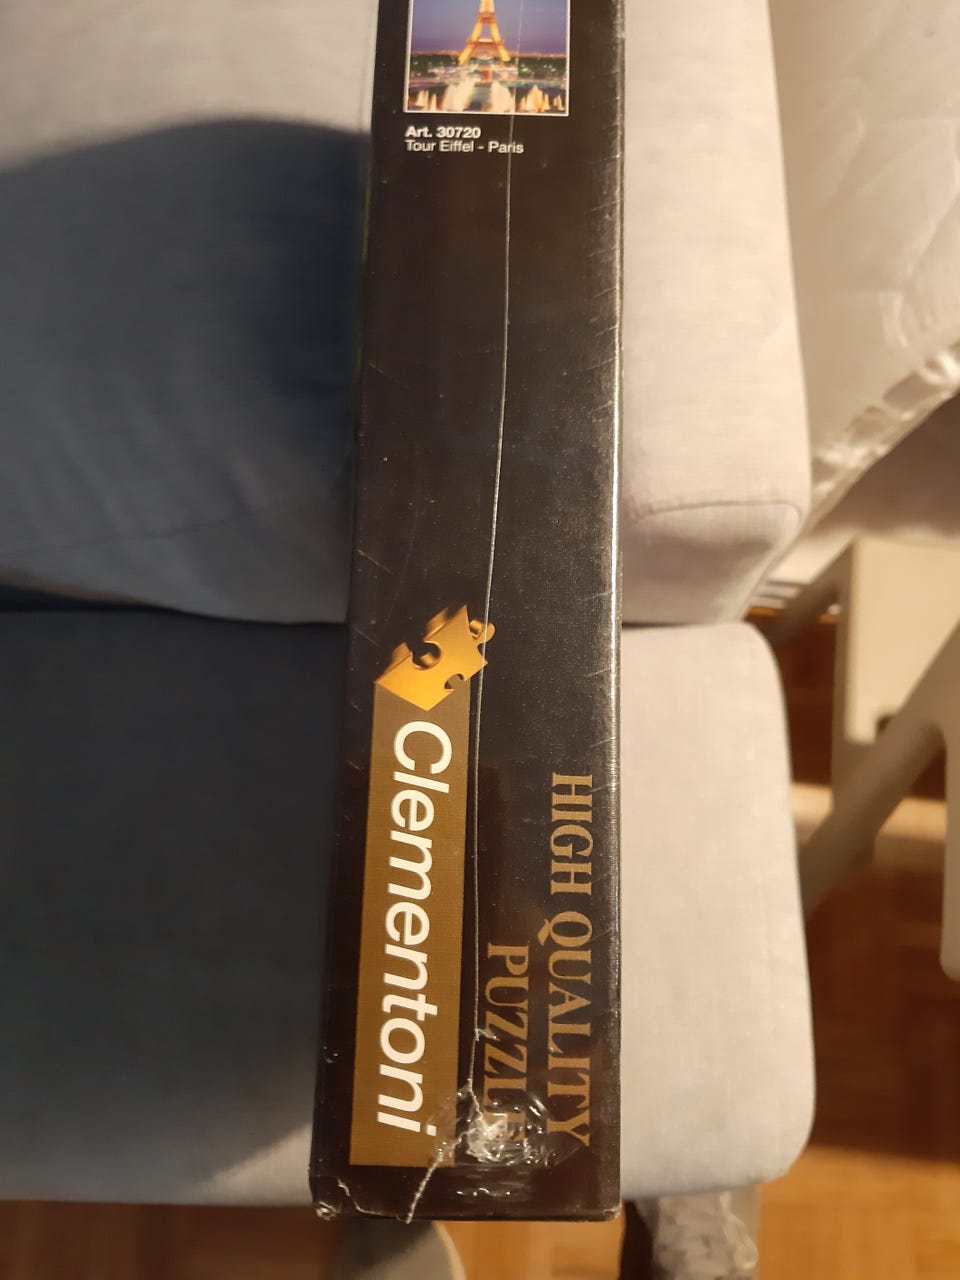 Art. 30720
Tour Eiffel - Paris
Clementoni
HIGH QUALITY
PUZZLE